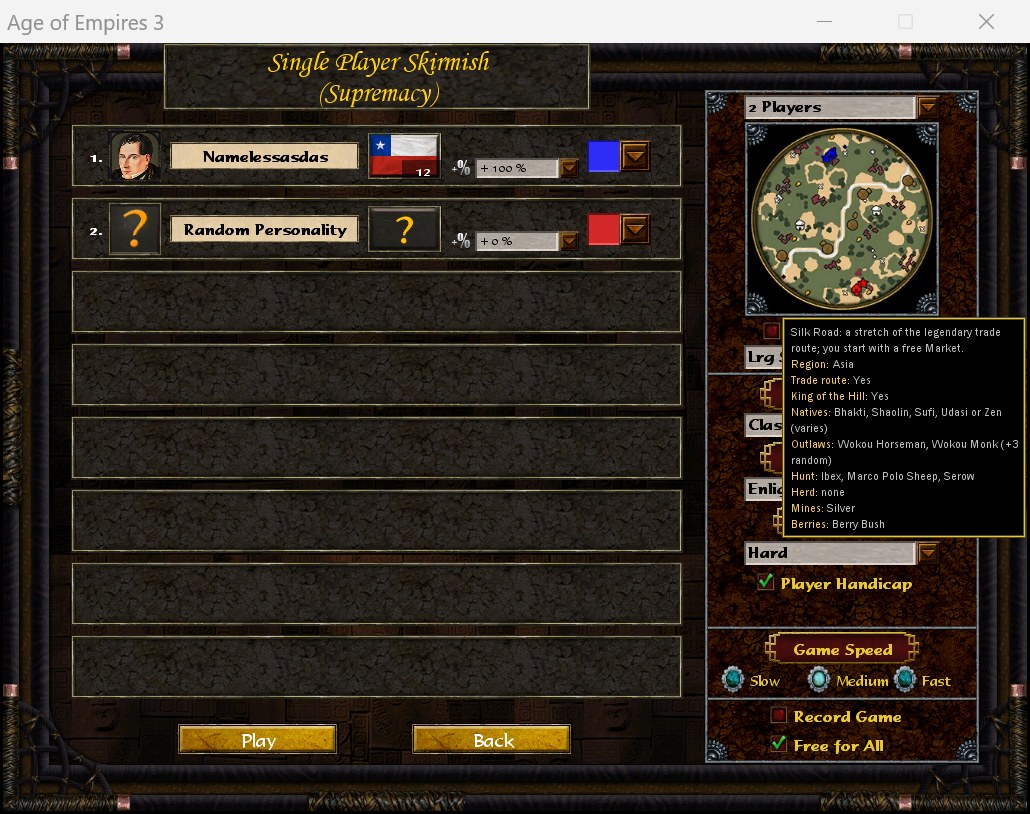 Age of Empires 3
Single Player Skirmish
(Supremacy)
2 Players
1. Namelessasdas 12 +% + 100 %
2. ? Random Personality ? +% + 0 %
Silk Road: a stretch of the legendary trade
route; you start with a free Market.
Region: Asia
Trade route: Yes
King of the Hill: Yes
Natives: Bhakti, Shaolin, Sufi, Udasi or Zen
(varies)
Outlaws: Wokou Horseman, Wokou Monk (+3
random)
Hunt: Ibex, Marco Polo Sheep, Serow
Herd: none
Mines: Silver
Berries: Berry Bush
Lrg
Hard
Player Handicap
Game Speed
Slow Medium Fast
Record Game
Free for All
Play Back